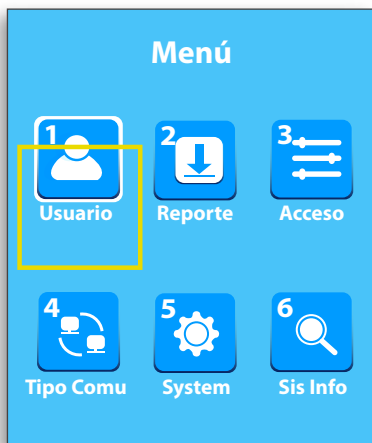 Menú
1 2 3
Usuario Reporte Acceso
4 5 6
Tipo Comu System Sis Info